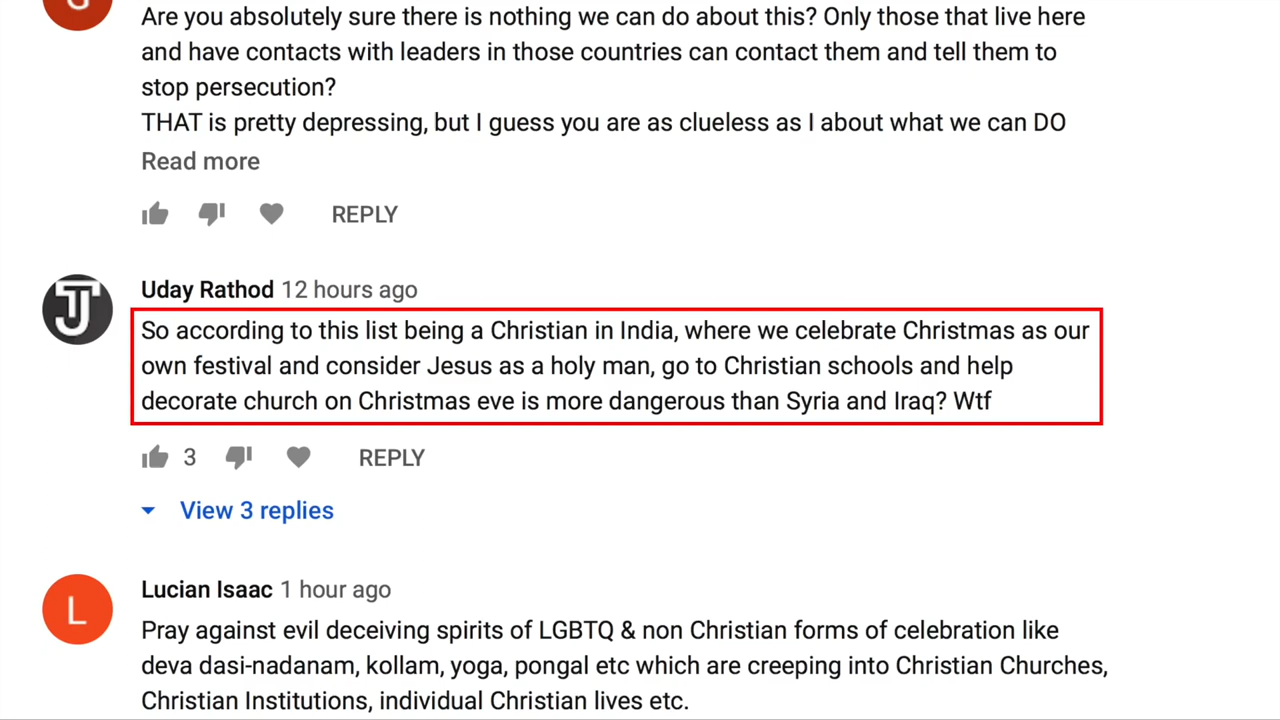 Are you absolutely sure there is nothing we can do about this? Only those that live here
and have contacts with leaders in those countries can contact them and tell them to
stop persecution?
THAT is pretty depressing, but I guess you are as clueless as I about what we can DO
Read more
REPLY
Uday Rathod 12 hours ago
So according to this list being a Christian in India, where we celebrate Christmas as our
own festival and consider Jesus as a holy man, go to Christian schools and help
decorate church on Christmas eve is more dangerous than Syria and Iraq? Wtf
3 REPLY
View 3 replies
L
Lucian Isaac 1 hour ago
Pray against evil deceiving spirits of LGBTQ & non Christian forms of celebration like
deva dasi-nadanam, kollam, yoga, pongal etc which are creeping into Christian Churches,
Christian Institutions, individual Christian lives etc.